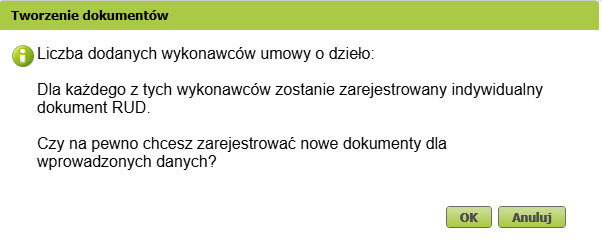 Tworzenie dokumentów
Liczba dodanych wykonawców umowy o dzieło:
Dla każdego z tych wykonawców zostanie zarejestrowany indywidualny
dokument RUD.
Czy na pewno chcesz zarejestrować nowe dokumenty dla
wprowadzonych danych?
OK Anuluj